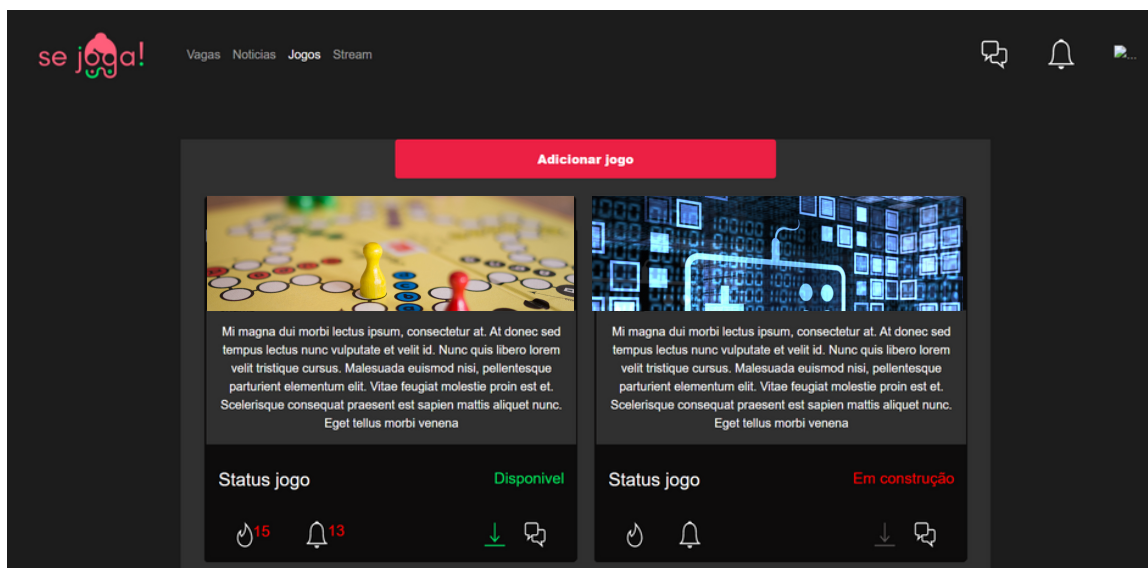 se joga!
Vagas Noticias Jogos Stream
...
Adicionar jogo
Mi magna dui morbi lectus ipsum, consectetur at. At donec sed
tempus lectus nunc vulputate et velit id. Nunc quis libero lorem
velit tristique cursus. Malesuada euismod nisi, pellentesque
parturient elementum elit. Vitae feugiat molestie proin est et.
Scelerisque consequat praesent est sapien mattis aliquet nunc.
Eget tellus morbi venena
Status jogo Disponivel
15 13
Mi magna dui morbi lectus ipsum, consectetur at. At donec sed
tempus lectus nunc vulputate et velit id. Nunc quis libero lorem
velit tristique cursus. Malesuada euismod nisi, pellentesque
parturient elementum elit. Vitae feugiat molestie proin est et.
Scelerisque consequat praesent est sapien mattis aliquet nunc.
Eget tellus morbi venena
Status jogo Em construção